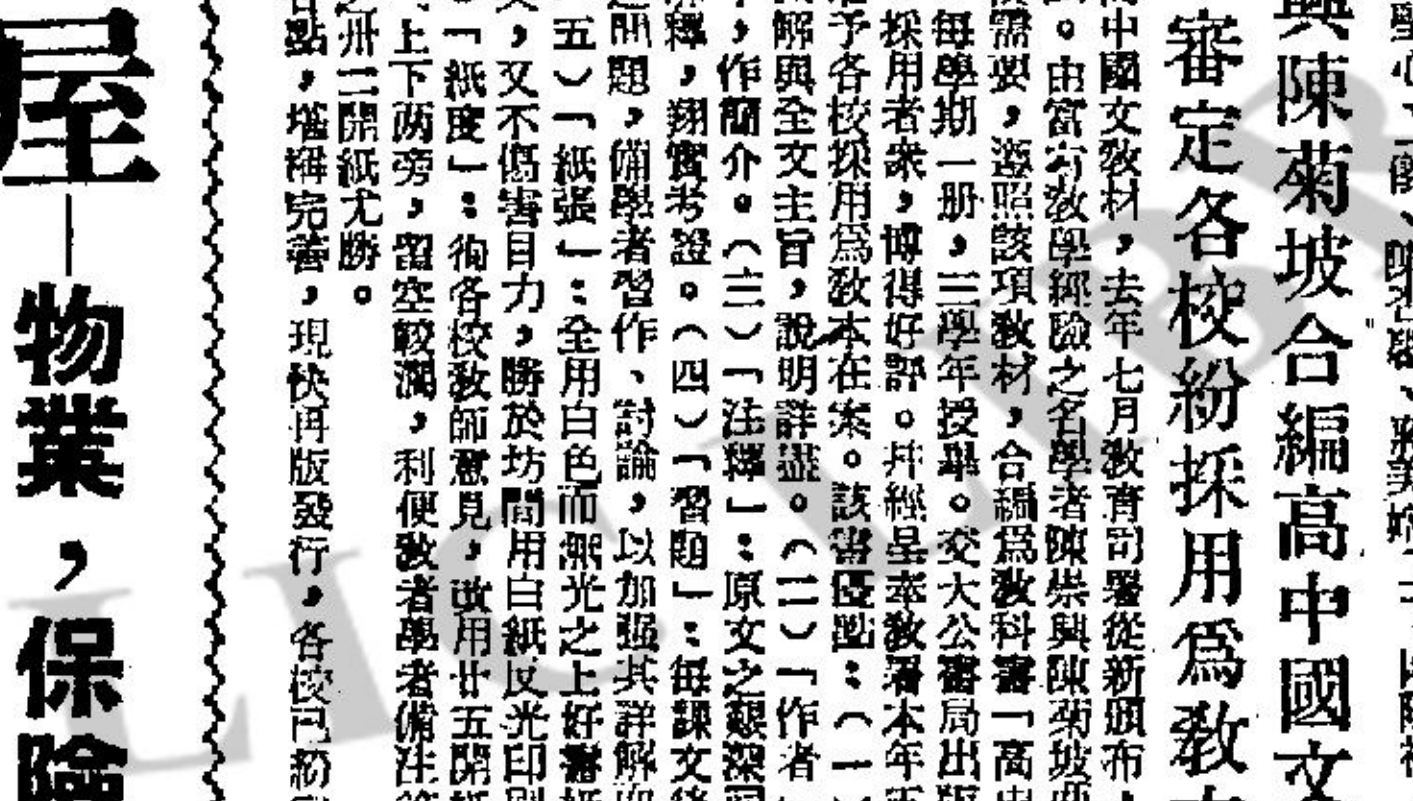 興陳菊坡合編高中國文
審定各校紛採用爲教
中國文教材，去年七月教育司署從新頒布
。由富有教學經驗之名學者陳崇興陳菊坡
需要，遵照該項教材，合編爲教科書「高
每學期一册，三學年授畢。交大公書局出版
採用者衆，博得好評。幷經呈奉教署本年
予各校採用爲教本在案。該書優點：（一
解與全文主旨，說明詳盡。（二）「作者
，作簡介。（三）「注釋」：原文之艱深
釋，翔實考證。（四）「習題」：每課文後
問題，備學者習作、討論，以加强其詳解
五）「紙張」：全用白色而無光之上好書紙
，又不傷害目力，勝於坊間用白紙反光印刷
。「紙度」：徇各校教師意見，改用廿五開紙
上下兩旁，留空較濶，利便教者學者備注
之卅二開紙尤勝。
點，堪稱完善，現快再版發行，各校已紛
屋—物業，保險
LIC LIBR